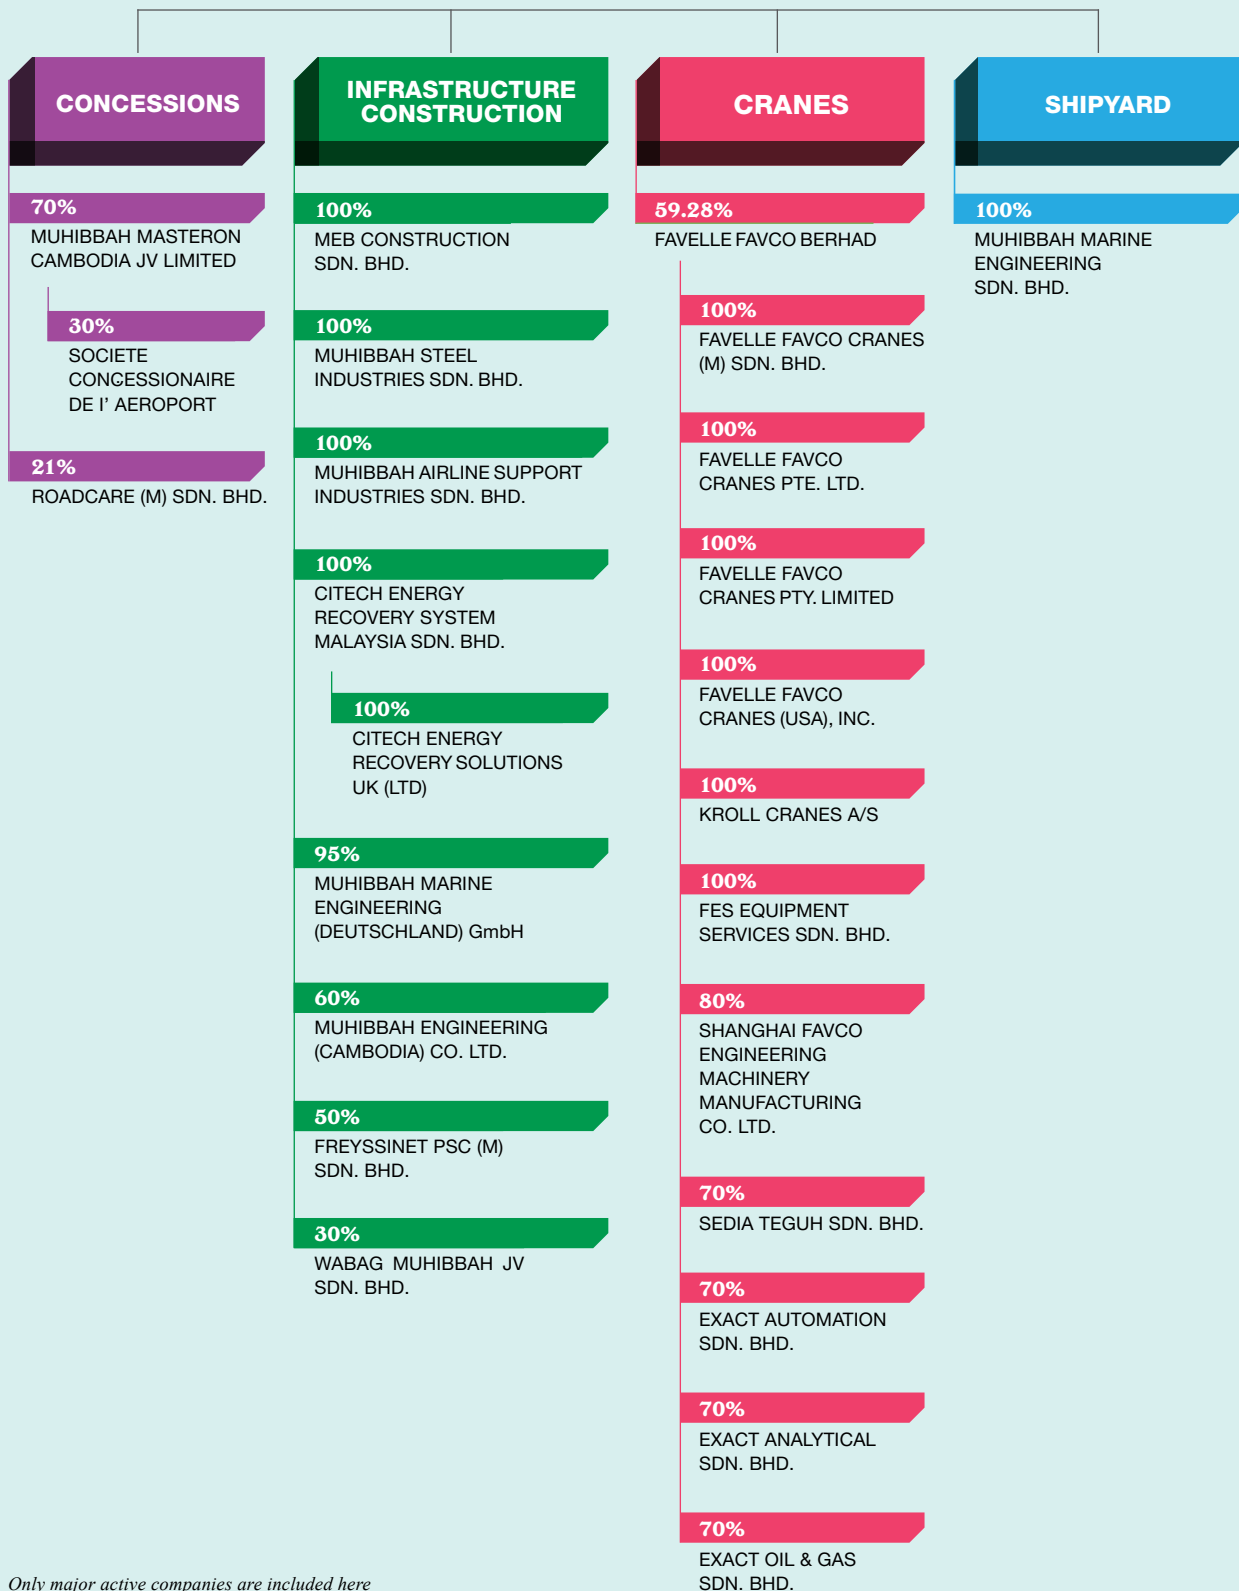 CONCESSIONS
70%
MUHIBBAH MASTERON
CAMBODIA JV LIMITED
30%
SOCIETE
CONCESSIONAIRE
DE I' AEROPORT
21%
ROADCARE (M) SDN. BHD.
INFRASTRUCTURE
CONSTRUCTION
100%
MEB CONSTRUCTION
SDN. BHD.
100%
MUHIBBAH STEEL
INDUSTRIES SDN. BHD.
100%
MUHIBBAH AIRLINE SUPPORT
INDUSTRIES SDN. BHD.
100%
CITECH ENERGY
RECOVERY SYSTEM
MALAYSIA SDN. BHD.
100%
CITECH ENERGY
RECOVERY SOLUTIONS
UK (LTD)
95%
MUHIBBAH MARINE
ENGINEERING
(DEUTSCHLAND) GmbH
60%
MUHIBBAH ENGINEERING
(CAMBODIA) CO. LTD.
50%
FREYSSINET PSC (M)
SDN. BHD.
30%
WABAG MUHIBBAH JV
SDN. BHD.
CRANES
59.28%
FAVELLE FAVCO BERHAD
100%
FAVELLE FAVCO CRANES
(M) SDN. BHD.
100%
FAVELLE FAVCO
CRANES PTE. LTD.
100%
FAVELLE FAVCO
CRANES PTY. LIMITED
100%
FAVELLE FAVCO
CRANES (USA), INC.
100%
KROLL CRANES A/S
100%
FES EQUIPMENT
SERVICES SDN. BHD.
80%
SHANGHAI FAVCO
ENGINEERING
MACHINERY
MANUFACTURING
CO. LTD.
70%
SEDIA TEGUH SDN. BHD.
70%
EXACT AUTOMATION
SDN. BHD.
70%
EXACT ANALYTICAL
SDN. BHD.
70%
EXACT OIL & GAS
SDN. BHD.
SHIPYARD
100%
MUHIBBAH MARINE
ENGINEERING
SDN. BHD.
Only major active companies are included here